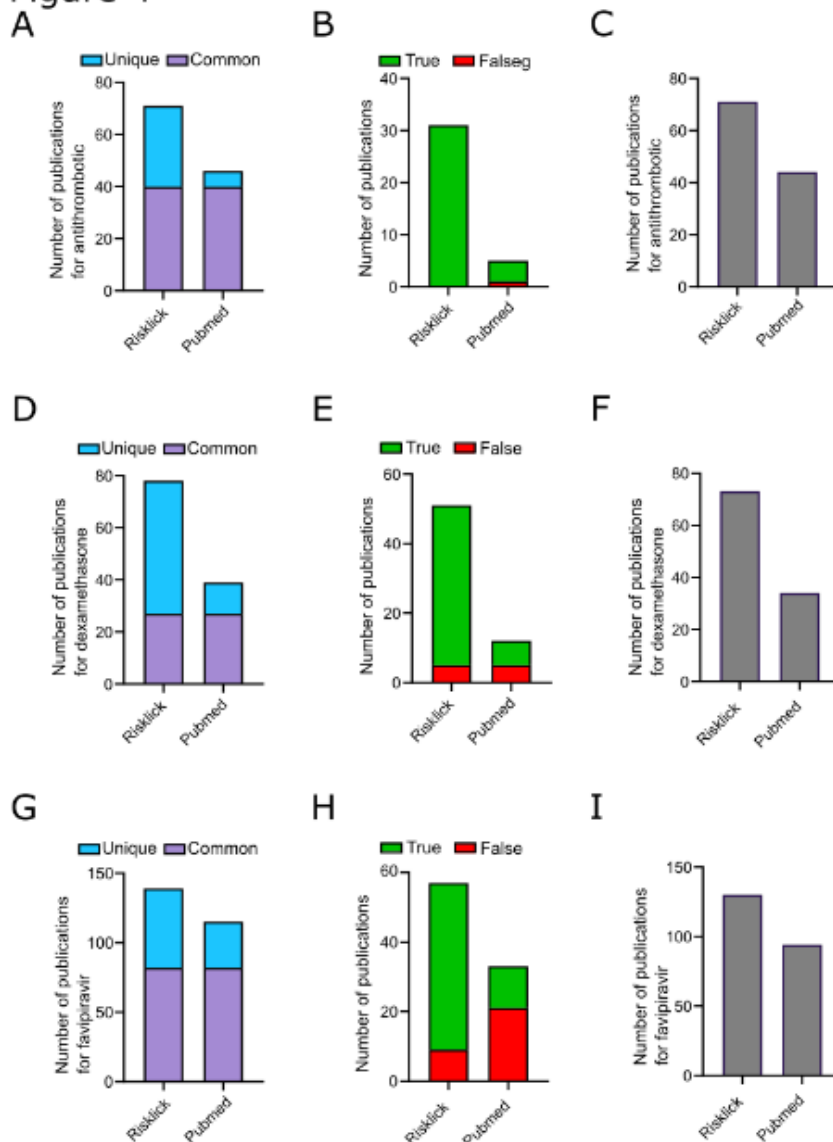 A
Unique Common
Number of publications
for antithrombotic
80
60
40
20
0
Risklick
Pubmed
B
True Falseg
Number of publications
40
30
20
10
0
Risklick
Pubmed
C
Number of publications
for antithrombotic
80
60
40
20
0
Risklick
Pubmed
D
Unique Common
Number of publications
for dexamethasone
80
60
40
20
0
Risklick
Pubmed
E
True False
Number of publications
60
40
20
0
Risklick
Pubmed
F
Number of publications
for dexamethasone
80
60
40
20
0
Risklick
Pubmed
G
Unique Common
Number of publications
for favipiravir
150
100
50
0
Risklick
Pubmed
H
True False
Number of publications
60
40
20
0
Risklick
Pubmed
I
Number of publications
for favipiravir
150
100
50
0
Risklick
Pubmed